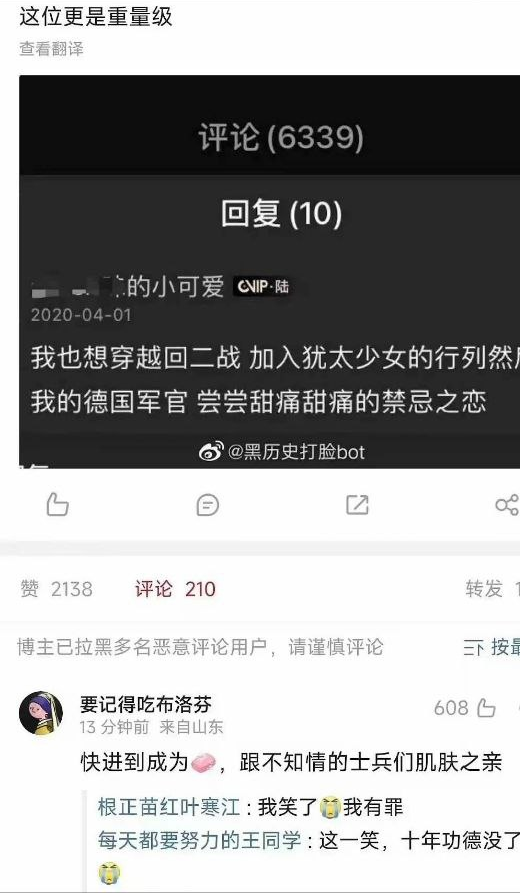 这位更是重量级
查看翻译
评论(6339)
回复(10)
的小可爱 VIP·陆
2020-04-01
我也想穿越回二战 加入犹太少女的行列然
我的德国军官 尝尝甜痛甜痛的禁忌之恋
@黑历史打脸bot
赞 2138 评论 210 转发 1
博主已拉黑多名恶意评论用户，请谨慎评论 按最
要记得吃布洛芬 608
13 分钟前 来自山东
快进到成为🧼，跟不知情的士兵们肌肤之亲
根正苗红叶寒江：我笑了😭我有罪
每天都要努力的王同学：这一笑，十年功德没了
😭